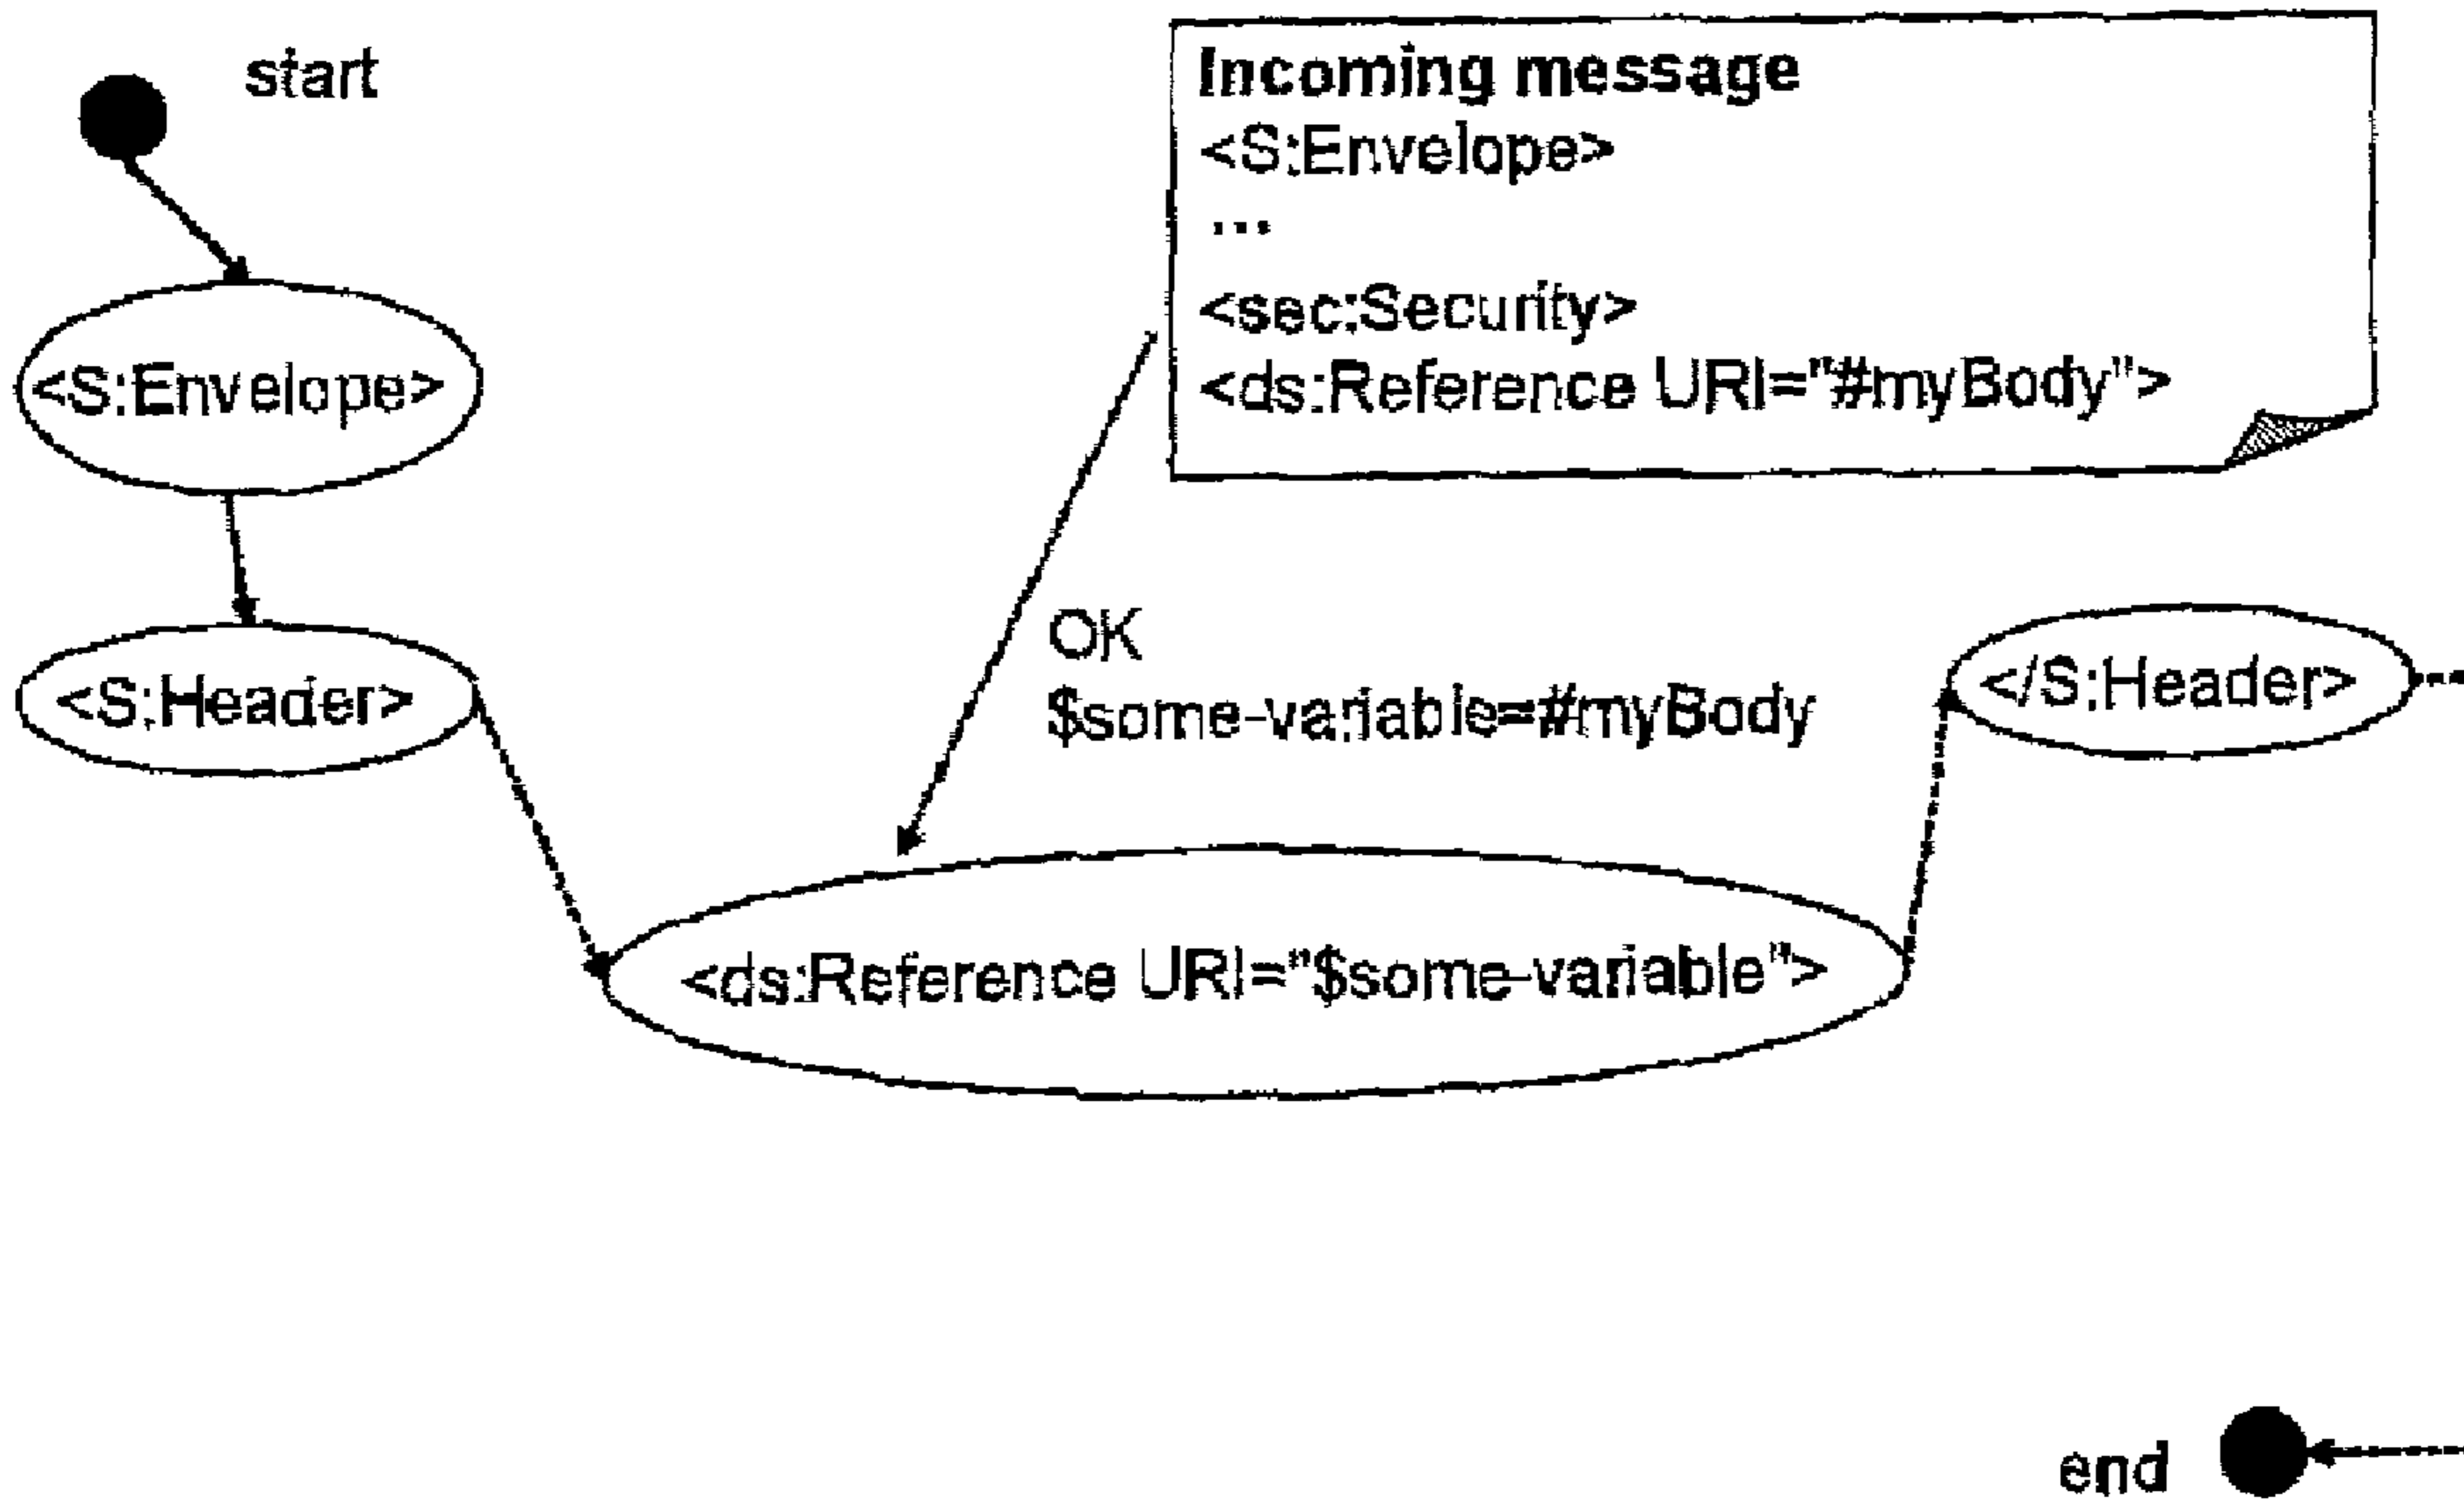 start
Incoming message
<S:Envelope>
...
<sec:Security>
<ds:Reference URI="#myBody">
<S:Envelope>
<S:Header>
OK
$some-variable=#myBody
</S:Header>
<ds:Reference URI="$some-variable">
end